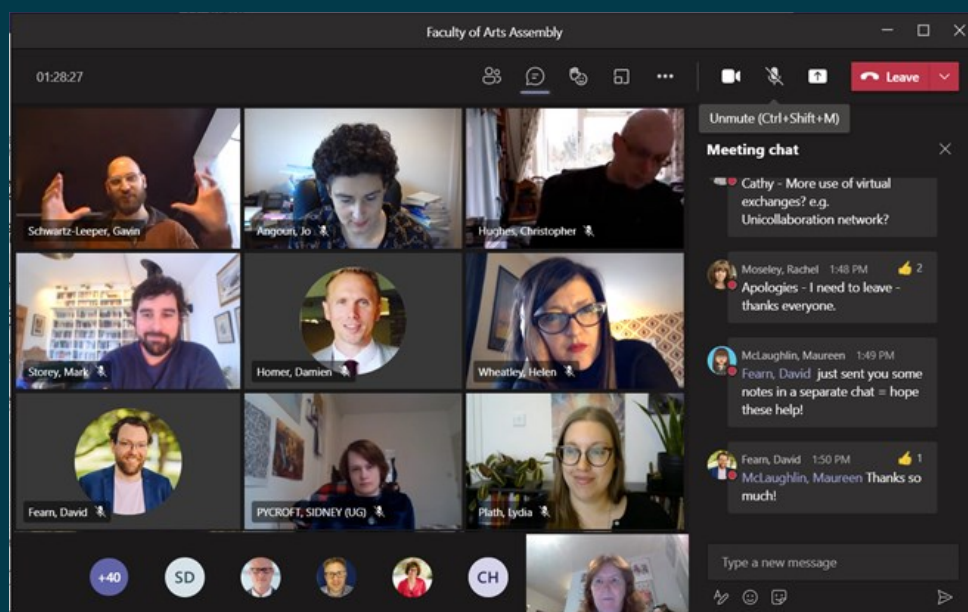 Faculty of Arts Assembly
01:28:27
Leave
Unmute (Ctrl+Shift+M)
Schwartz-Leeper, Gavin
Angouri, Jo
Hughes, Christopher
Storey, Mark
Homer, Damien
Wheatley, Helen
Fearn, David
PYCROFT, SIDNEY (UG)
Plath, Lydia
+40
SD
CH
Meeting chat
Cathy - More use of virtual
exchanges? e.g.
Unicollaboration network?
Moseley, Rachel 1:48 PM 2
Apologies - I need to leave -
thanks everyone.
McLaughlin, Maureen 1:49 PM
Fearn, David just sent you some
notes in a separate chat = hope
these help!
Fearn, David 1:50 PM 1
McLaughlin, Maureen Thanks so
much!
Type a new message